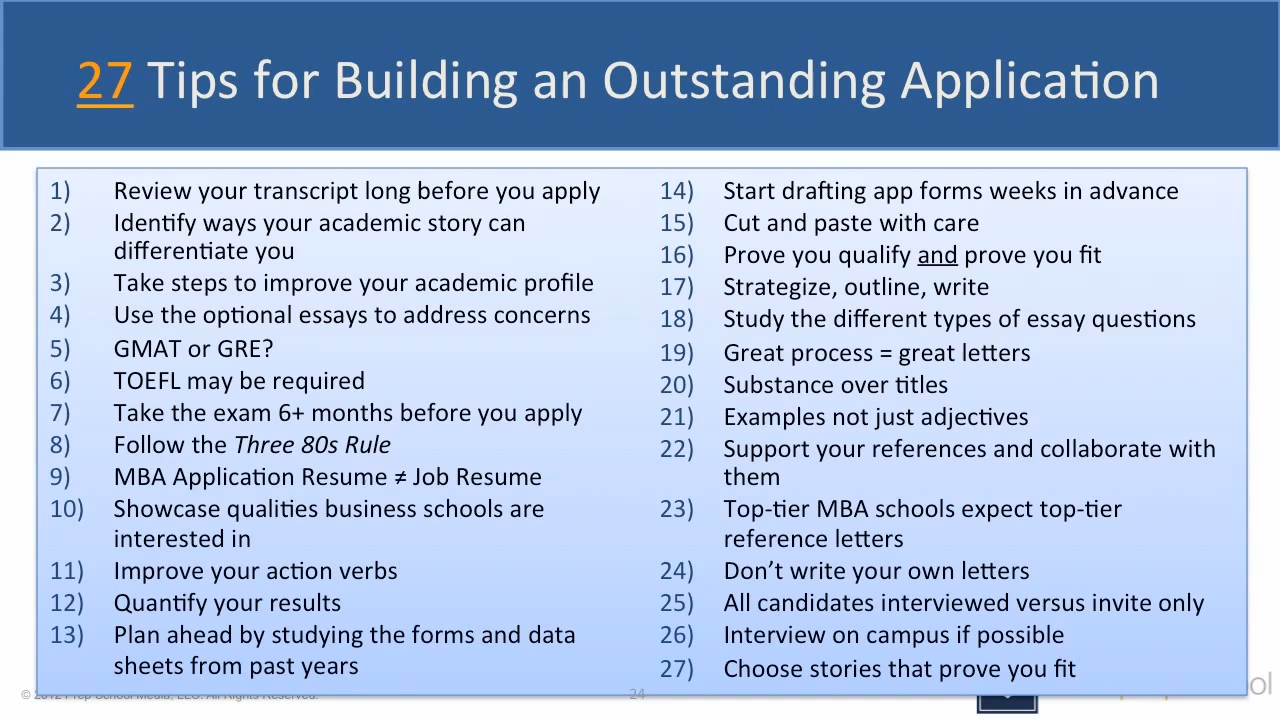 27 Tips for Building an Outstanding Application
1) Review your transcript long before you apply
2) Identify ways your academic story can
differentiate you
3) Take steps to improve your academic profile
4) Use the optional essays to address concerns
5) GMAT or GRE?
6) TOEFL may be required
7) Take the exam 6+ months before you apply
8) Follow the Three 80s Rule
9) MBA Application Resume ≠ Job Resume
10) Showcase qualities business schools are
interested in
11) Improve your action verbs
12) Quantify your results
13) Plan ahead by studying the forms and data
sheets from past years
14) Start drafting app forms weeks in advance
15) Cut and paste with care
16) Prove you qualify and prove you fit
17) Strategize, outline, write
18) Study the different types of essay questions
19) Great process = great letters
20) Substance over titles
21) Examples not just adjectives
22) Support your references and collaborate with
them
23) Top-tier MBA schools expect top-tier
reference letters
24) Don’t write your own letters
25) All candidates interviewed versus invite only
26) Interview on campus if possible
27) Choose stories that prove you fit
© 2012 Prep School Media, LLC. All Rights Reserved.
24